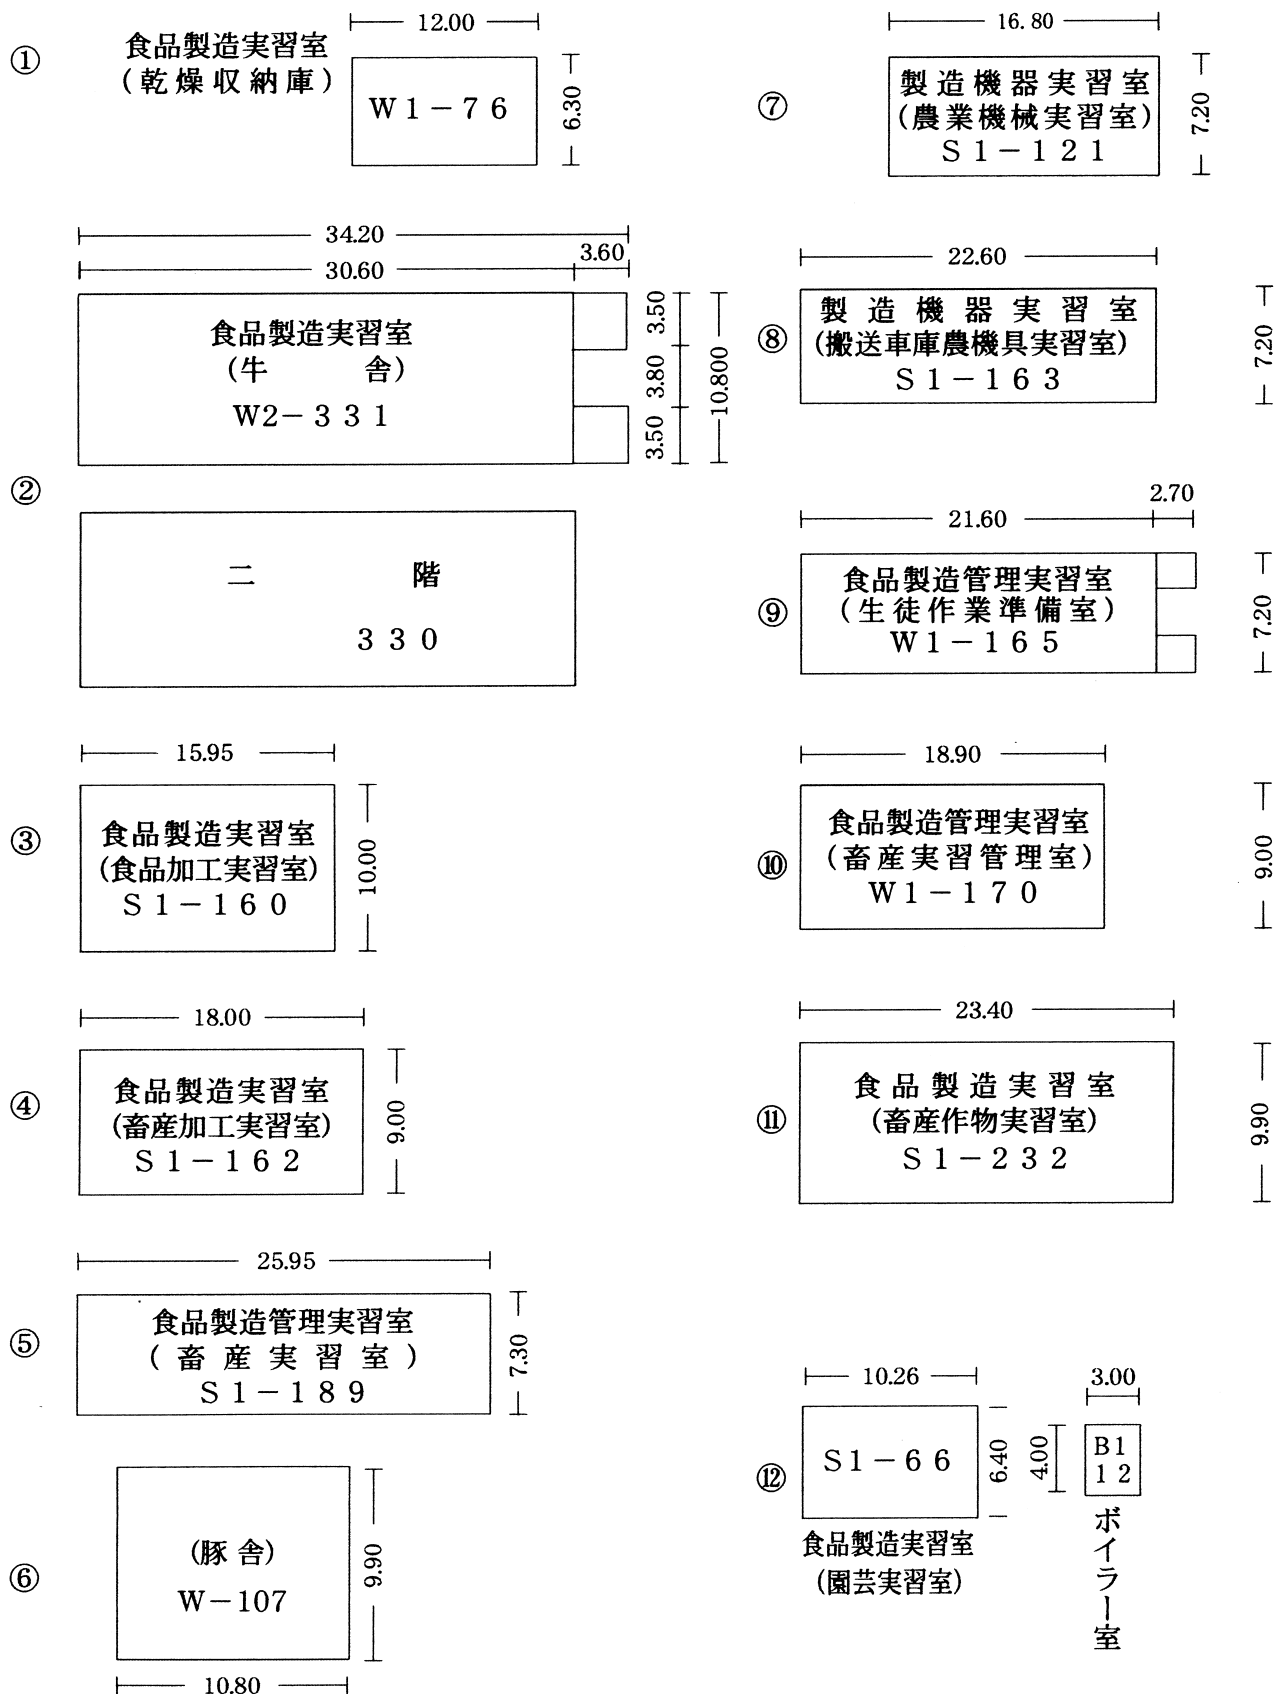 ①
食品製造実習室
(乾燥収納庫)
12.00
W1-76
6.30
②
34.20
30.60
3.60
食品製造実習室
(牛 舎)
W2-331
3.50
3.80
3.50
10.800
二 階
330
③
15.95
食品製造実習室
(食品加工実習室)
S1-160
10.00
④
18.00
食品製造実習室
(畜産加工実習室)
S1-162
9.00
⑤
25.95
食品製造管理実習室
(畜産実習室)
S1-189
7.30
⑥
(豚舎)
W-107
9.90
10.80
⑦
16.80
製造機器実習室
(農業機械実習室)
S1-121
7.20
⑧
22.60
製造機器実習室
(搬送車庫農機具実習室)
S1-163
7.20
⑨
21.60
2.70
食品製造管理実習室
(生徒作業準備室)
W1-165
7.20
⑩
18.90
食品製造管理実習室
(畜産実習管理室)
W1-170
9.00
⑪
23.40
食品製造実習室
(畜産作物実習室)
S1-232
9.90
⑫
10.26
S1-66
6.40
食品製造実習室
(園芸実習室)
3.00
4.00
B1
12
ボイラー室